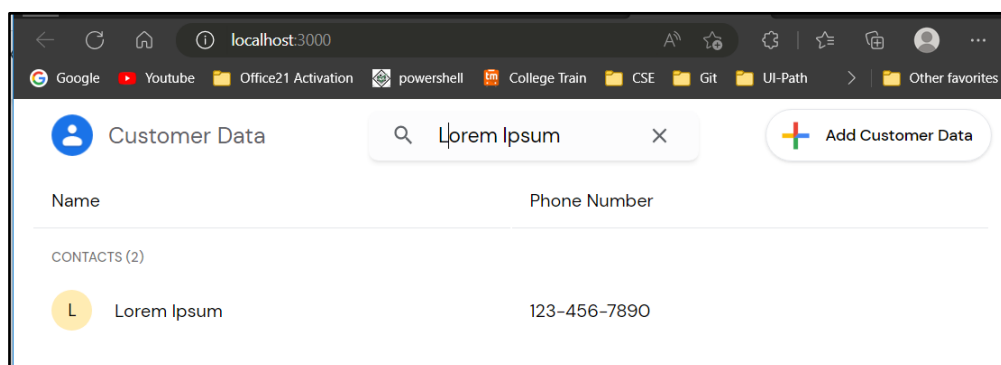 localhost:3000
Google Youtube Office21 Activation powershell tm College Train CSE Git UI-Path Other favorites
Customer Data Lorem Ipsum Add Customer Data
Name Phone Number
CONTACTS (2)
L Lorem Ipsum 123-456-7890